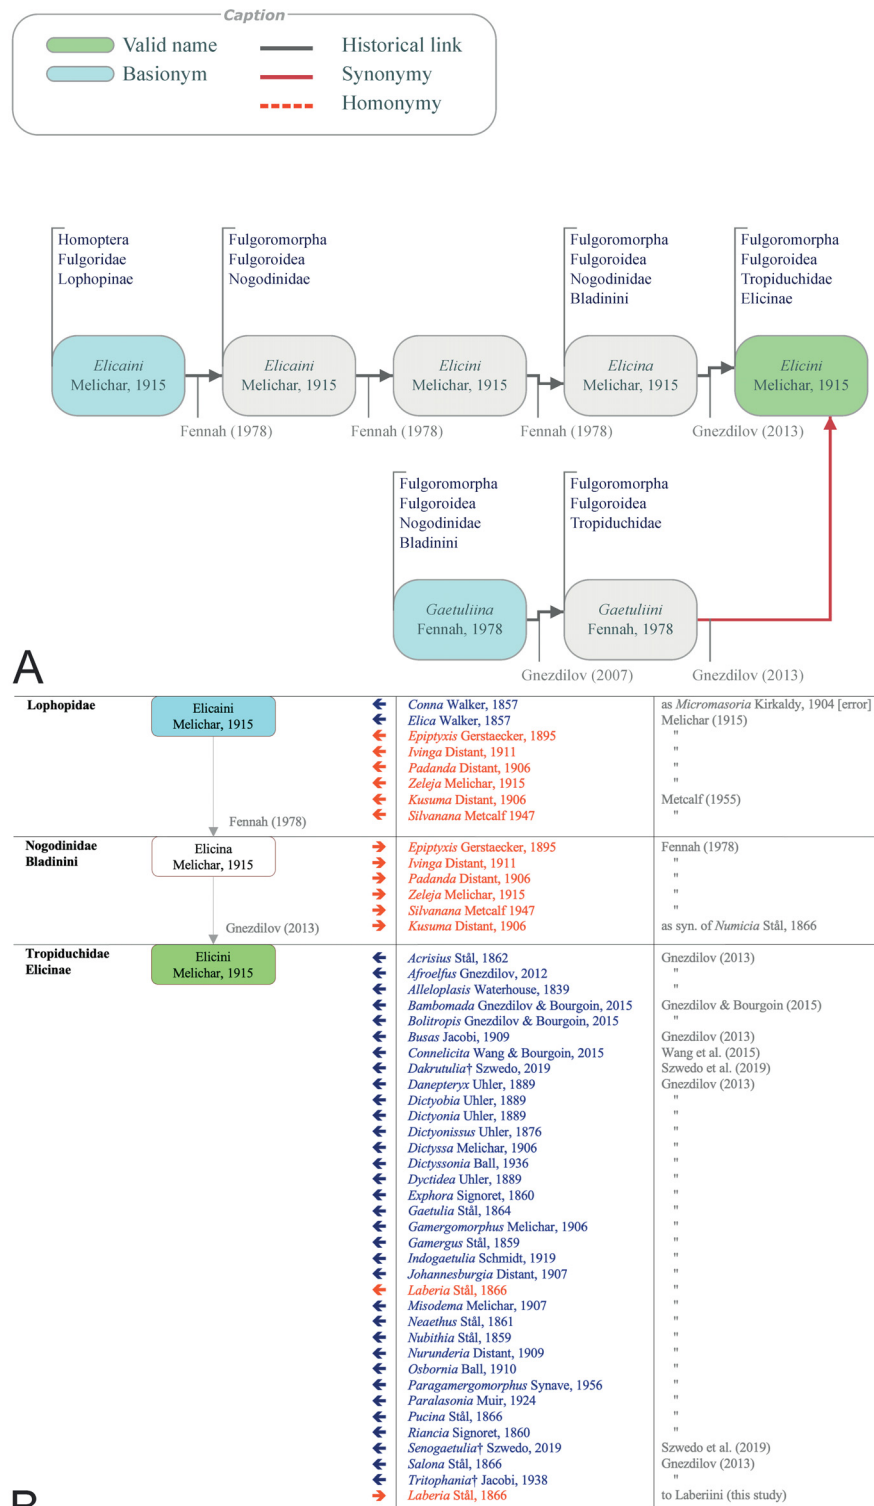 Caption
Valid name
Historical link
Basionym
Synonymy
Homonymy
Homoptera
Fulgoridae
Lophopinae
Fulgoromorpha
Fulgoroidea
Nogodinidae
Fulgoromorpha
Fulgoroidea
Nogodinidae
Bladinini
Fulgoromorpha
Fulgoroidea
Tropiduchidae
Elicinae
Elicaini
Melichar, 1915
Elicaini
Melichar, 1915
Elicini
Melichar, 1915
Elicina
Melichar, 1915
Elicini
Melichar, 1915
Fennah (1978)
Fennah (1978)
Fennah (1978)
Gnezdilov (2013)
Fulgoromorpha
Fulgoroidea
Nogodinidae
Bladinini
Fulgoromorpha
Fulgoroidea
Tropiduchidae
Gaetuliina
Fennah, 1978
Gaetuliini
Fennah, 1978
Gnezdilov (2007)
Gnezdilov (2013)
A
Lophopidae
Elicaini
Melichar, 1915
Conna Walker, 1857 as Micromasoria Kirkaldy, 1904 [error]
Elica Walker, 1857 Melichar (1915)
Epiptyxis Gerstaecker, 1895 "
Ivinga Distant, 1911 "
Padanda Distant, 1906 "
Zeleja Melichar, 1915 "
Kusuma Distant, 1906 Metcalf (1955)
Silvanana Metcalf 1947 "
Fennah (1978)
Nogodinidae
Bladinini
Elicina
Melichar, 1915
Epiptyxis Gerstaecker, 1895 Fennah (1978)
Ivinga Distant, 1911 "
Padanda Distant, 1906 "
Zeleja Melichar, 1915 "
Silvanana Metcalf 1947 "
Kusuma Distant, 1906 as syn. of Numicia Stål, 1866
Gnezdilov (2013)
Tropiduchidae
Elicinae
Elicini
Melichar, 1915
Acrisius Stål, 1862 Gnezdilov (2013)
Afroelfus Gnezdilov, 2012 "
Alleloplasis Waterhouse, 1839 "
Bambomada Gnezdilov & Bourgoin, 2015 Gnezdilov & Bourgoin (2015)
Bolitropis Gnezdilov & Bourgoin, 2015 "
Busas Jacobi, 1909 Gnezdilov (2013)
Connelicita Wang & Bourgoin, 2015 Wang et al. (2015)
Dakrutulia† Szwedo, 2019 Szwedo et al. (2019)
Danepteryx Uhler, 1889 Gnezdilov (2013)
Dictyobia Uhler, 1889 "
Dictyonia Uhler, 1889 "
Dictyonissus Uhler, 1876 "
Dictyssa Melichar, 1906 "
Dictyssonia Ball, 1936 "
Dyctidea Uhler, 1889 "
Exphora Signoret, 1860 "
Gaetulia Stål, 1864 "
Gamergomorphus Melichar, 1906 "
Gamergus Stål, 1859 "
Indogaetulia Schmidt, 1919 "
Johannesburgia Distant, 1907 "
Laberia Stål, 1866 "
Misodema Melichar, 1907 "
Neaethus Stål, 1861 "
Nubithia Stål, 1859 "
Nurunderia Distant, 1909 "
Osbornia Ball, 1910 "
Paragamergomorphus Synave, 1956 "
Paralasonia Muir, 1924 "
Pucina Stål, 1866 "
Riancia Signoret, 1860 "
Senogaetulia† Szwedo, 2019 Szwedo et al. (2019)
Salona Stål, 1866 Gnezdilov (2013)
Tritophania† Jacobi, 1938 "
Laberia Stål, 1866 to Laberiini (this study)
B